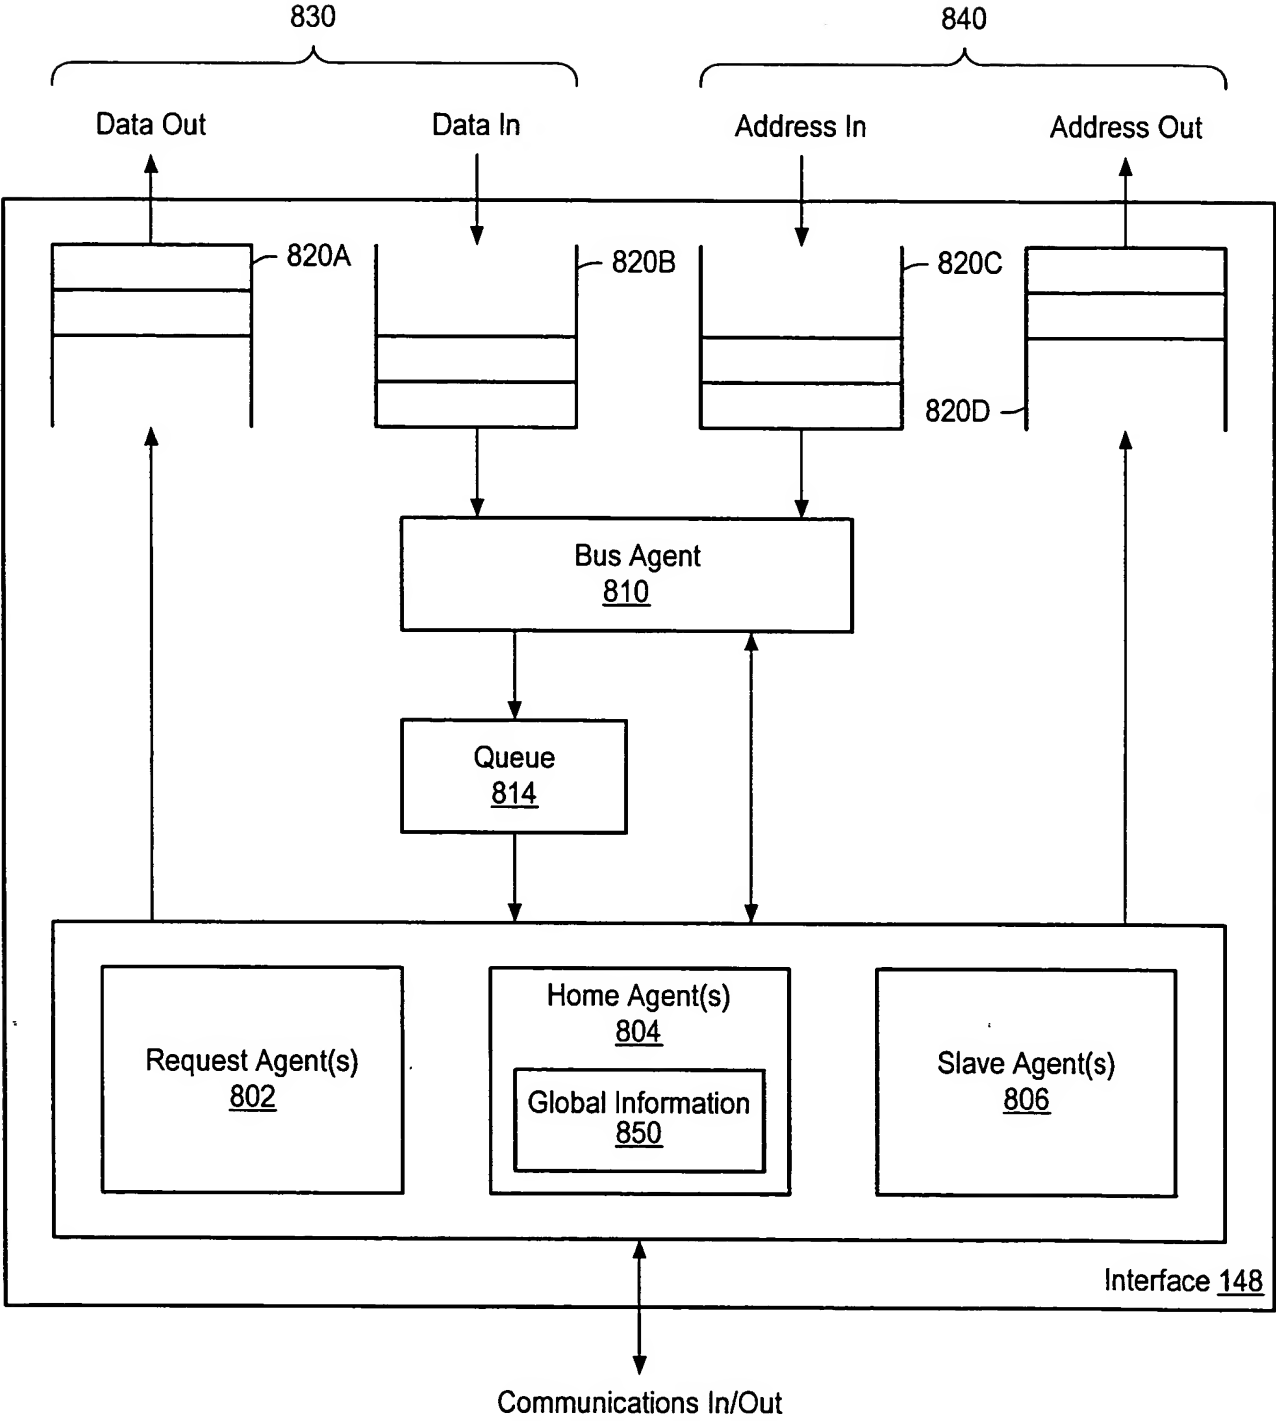 830
840
Data Out
Data In
Address In
Address Out
820A
820B
820C
820D
Bus Agent
810
Queue
814
Home Agent(s)
804
Request Agent(s)
802
Slave Agent(s)
806
Global Information
850
Interface 148
Communications In/Out